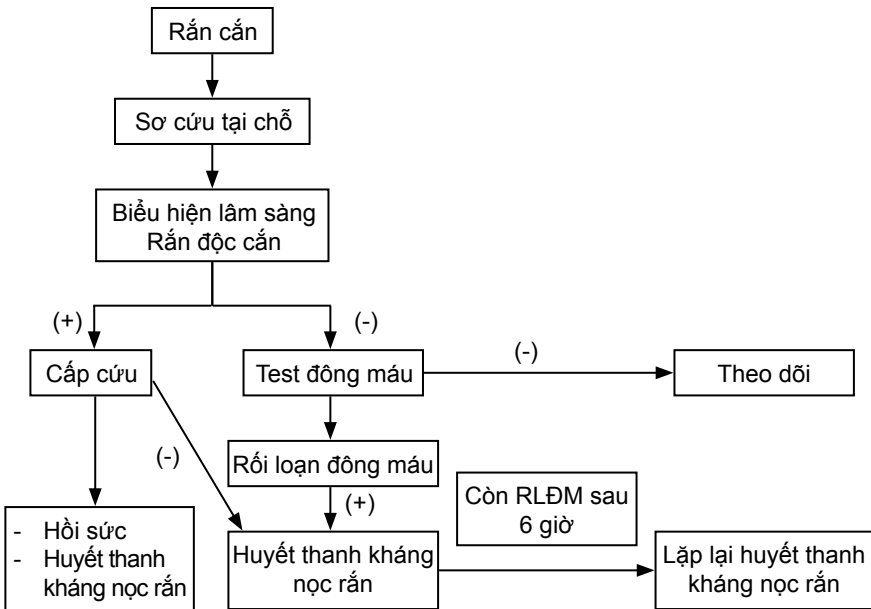 Rắn cắn
Sơ cứu tại chỗ
Biểu hiện lâm sàng
Rắn độc cắn
(+)
(-)
(-)
Cấp cứu
Test đông máu
Theo dõi
(-)
Rối loạn đông máu
(+)
Còn RLĐM sau
6 giờ
- Hồi sức
- Huyết thanh
kháng nọc rắn
Huyết thanh kháng
nọc rắn
Lặp lại huyết thanh
kháng nọc rắn